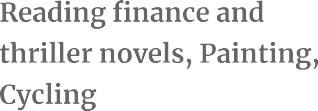 Reading finance and
thriller novels, Painting,
Cycling